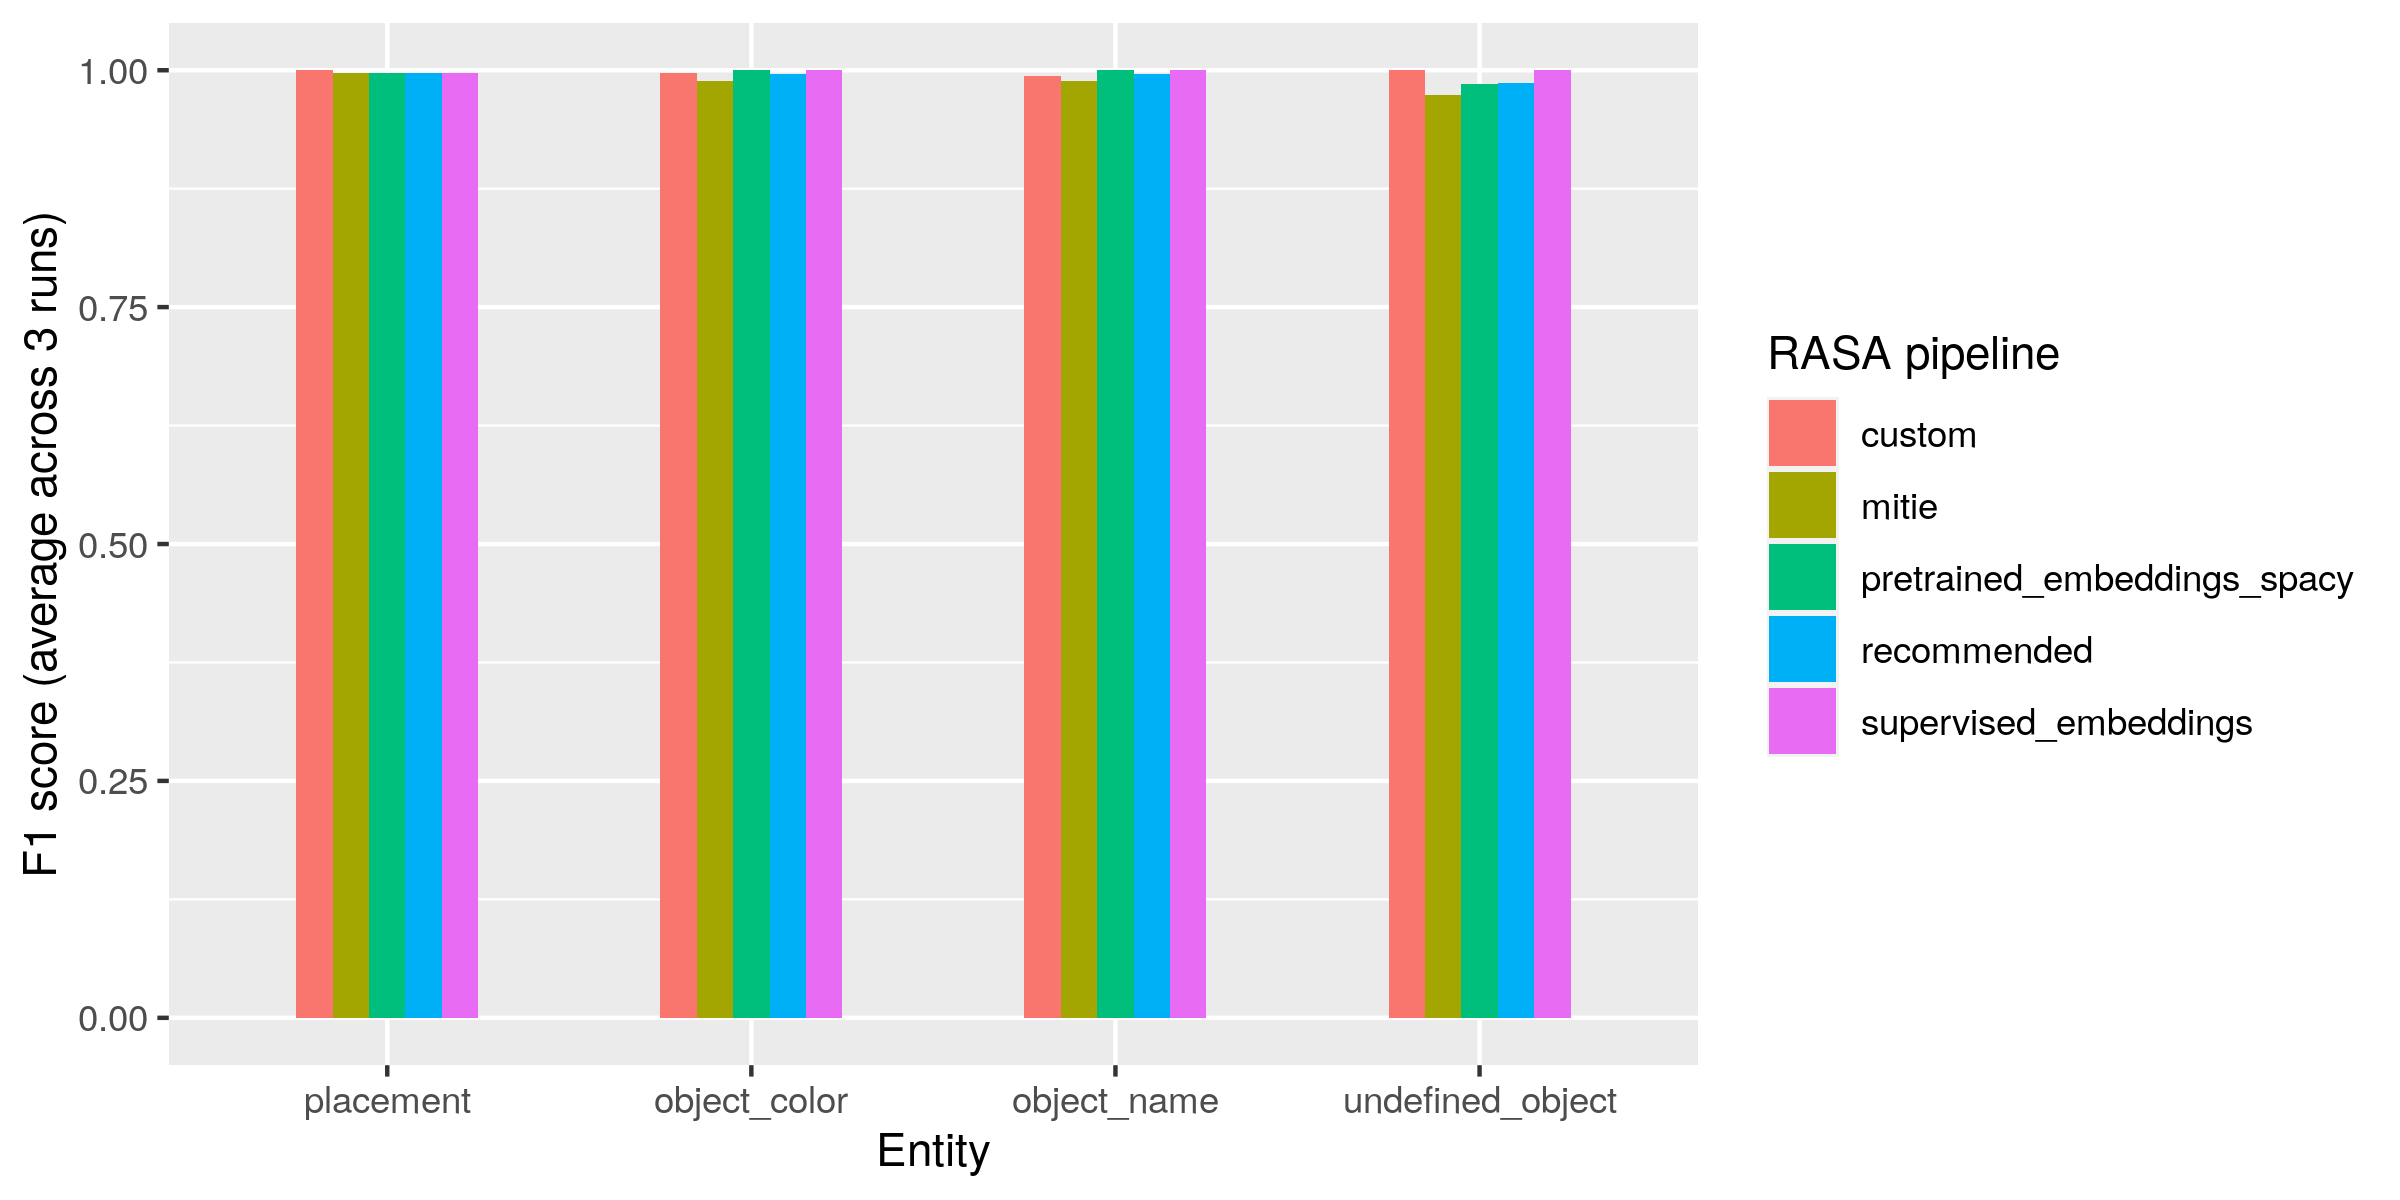 F1 score (average across 3 runs)
1.00
0.75
0.50
0.25
0.00
placement
object_color
object_name
undefined_object
Entity
RASA pipeline
custom
mitie
pretrained_embeddings_spacy
recommended
supervised_embeddings